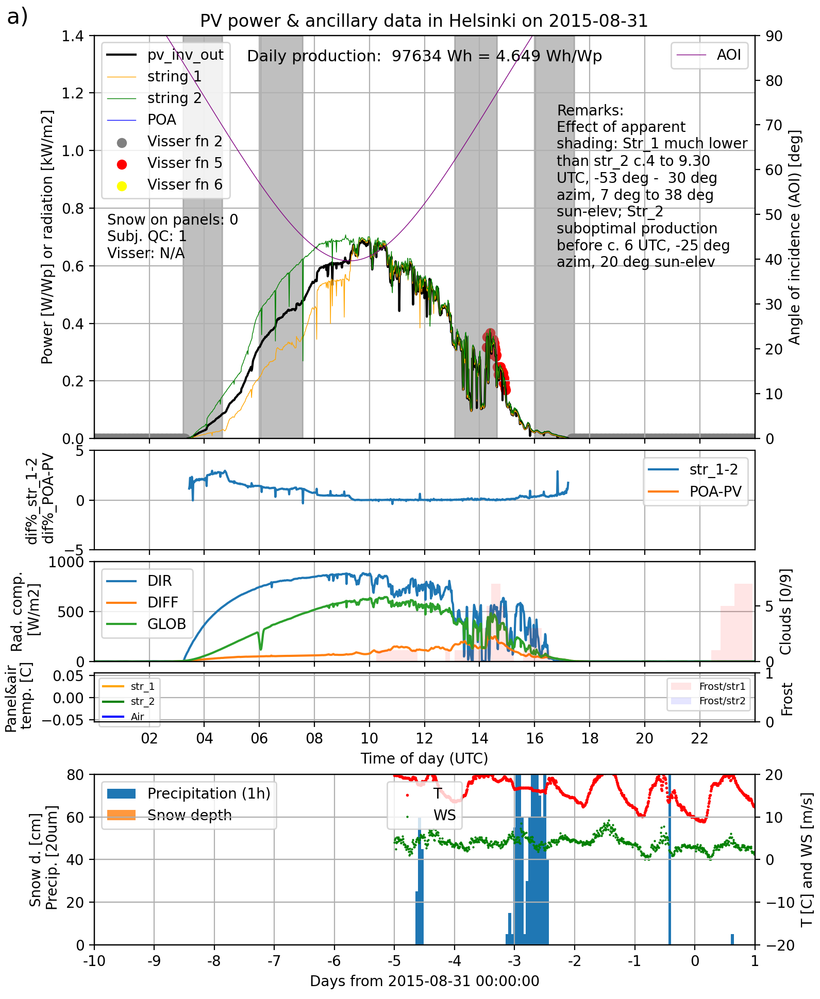 a)
PV power & ancillary data in Helsinki on 2015-08-31
Daily production:  97634 Wh = 4.649 Wh/Wp
Power [W/Wp] or radiation [kW/m2]
1.4
1.2
1.0
0.8
0.6
0.4
0.2
0.0
pv_inv_out
string 1
string 2
POA
Visser fn 2
Visser fn 5
Visser fn 6
Snow on panels: 0
Subj. QC: 1
Visser: N/A
AOI
Remarks:
Effect of apparent
shading: Str_1 much lower
than str_2 c.4 to 9.30
UTC, -53 deg -  30 deg
azim, 7 deg to 38 deg
sun-elev; Str_2
suboptimal production
before c. 6 UTC, -25 deg
azim, 20 deg sun-elev
90
80
70
60
50
40
30
20
10
0
Angle of incidence (AOI) [deg]
dif%_str_1-2
dif%_POA-PV
5
0
−5
str_1-2
POA-PV
Rad. comp.
[W/m2]
1000
500
0
DIR
DIFF
GLOB
5
0
Clouds [0/9]
Panel&air
temp. [C]
0.05
0.00
−0.05
str_1
str_2
Air
Frost/str1
Frost/str2
1
0
Frost
02 04 06 08 10 12 14 16 18 20 22
Time of day (UTC)
Snow d. [cm]
Precip. [20um]
80
60
40
20
0
Precipitation (1h)
Snow depth
T
WS
20
10
0
−10
−20
T [C] and WS [m/s]
-10 -9 -8 -7 -6 -5 -4 -3 -2 -1 0 1
Days from 2015-08-31 00:00:00